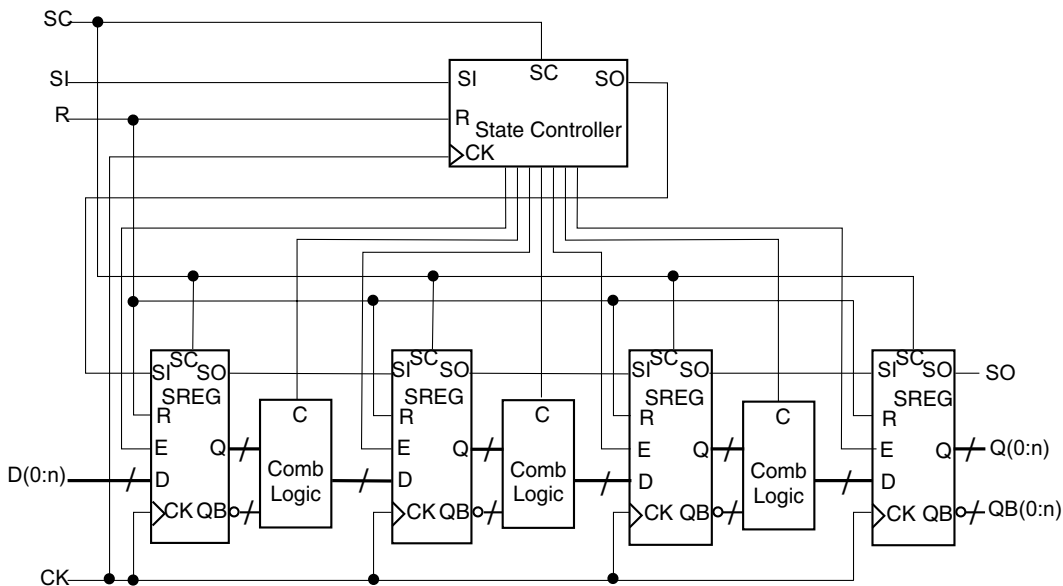 SC
SI
R
SI SC SO
R
State Controller
CK
SI SC SO
SREG
R
E Q
D
CK QB
C
Comb
Logic
SI SC SO
SREG
R
E Q
D
CK QB
C
Comb
Logic
SI SC SO
SREG
R
E Q
D
CK QB
C
Comb
Logic
SI SC SO
SREG
R
E Q
D
CK QB
SO
D(0:n)
Q(0:n)
QB(0:n)
CK